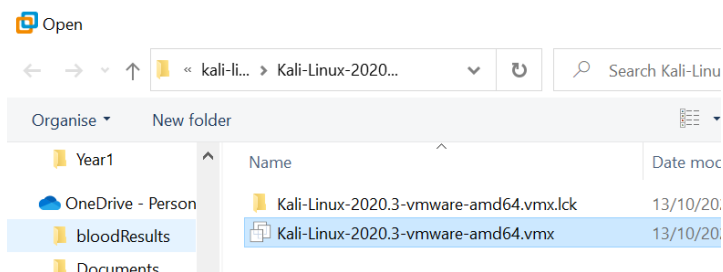 Open
« kali-li... > Kali-Linux-2020... Search Kali-Linu
Organise New folder
Year1
OneDrive - Person
bloodResults
Documents
Name Date mod
Kali-Linux-2020.3-vmware-amd64.vmx.lck 13/10/202
Kali-Linux-2020.3-vmware-amd64.vmx 13/10/202